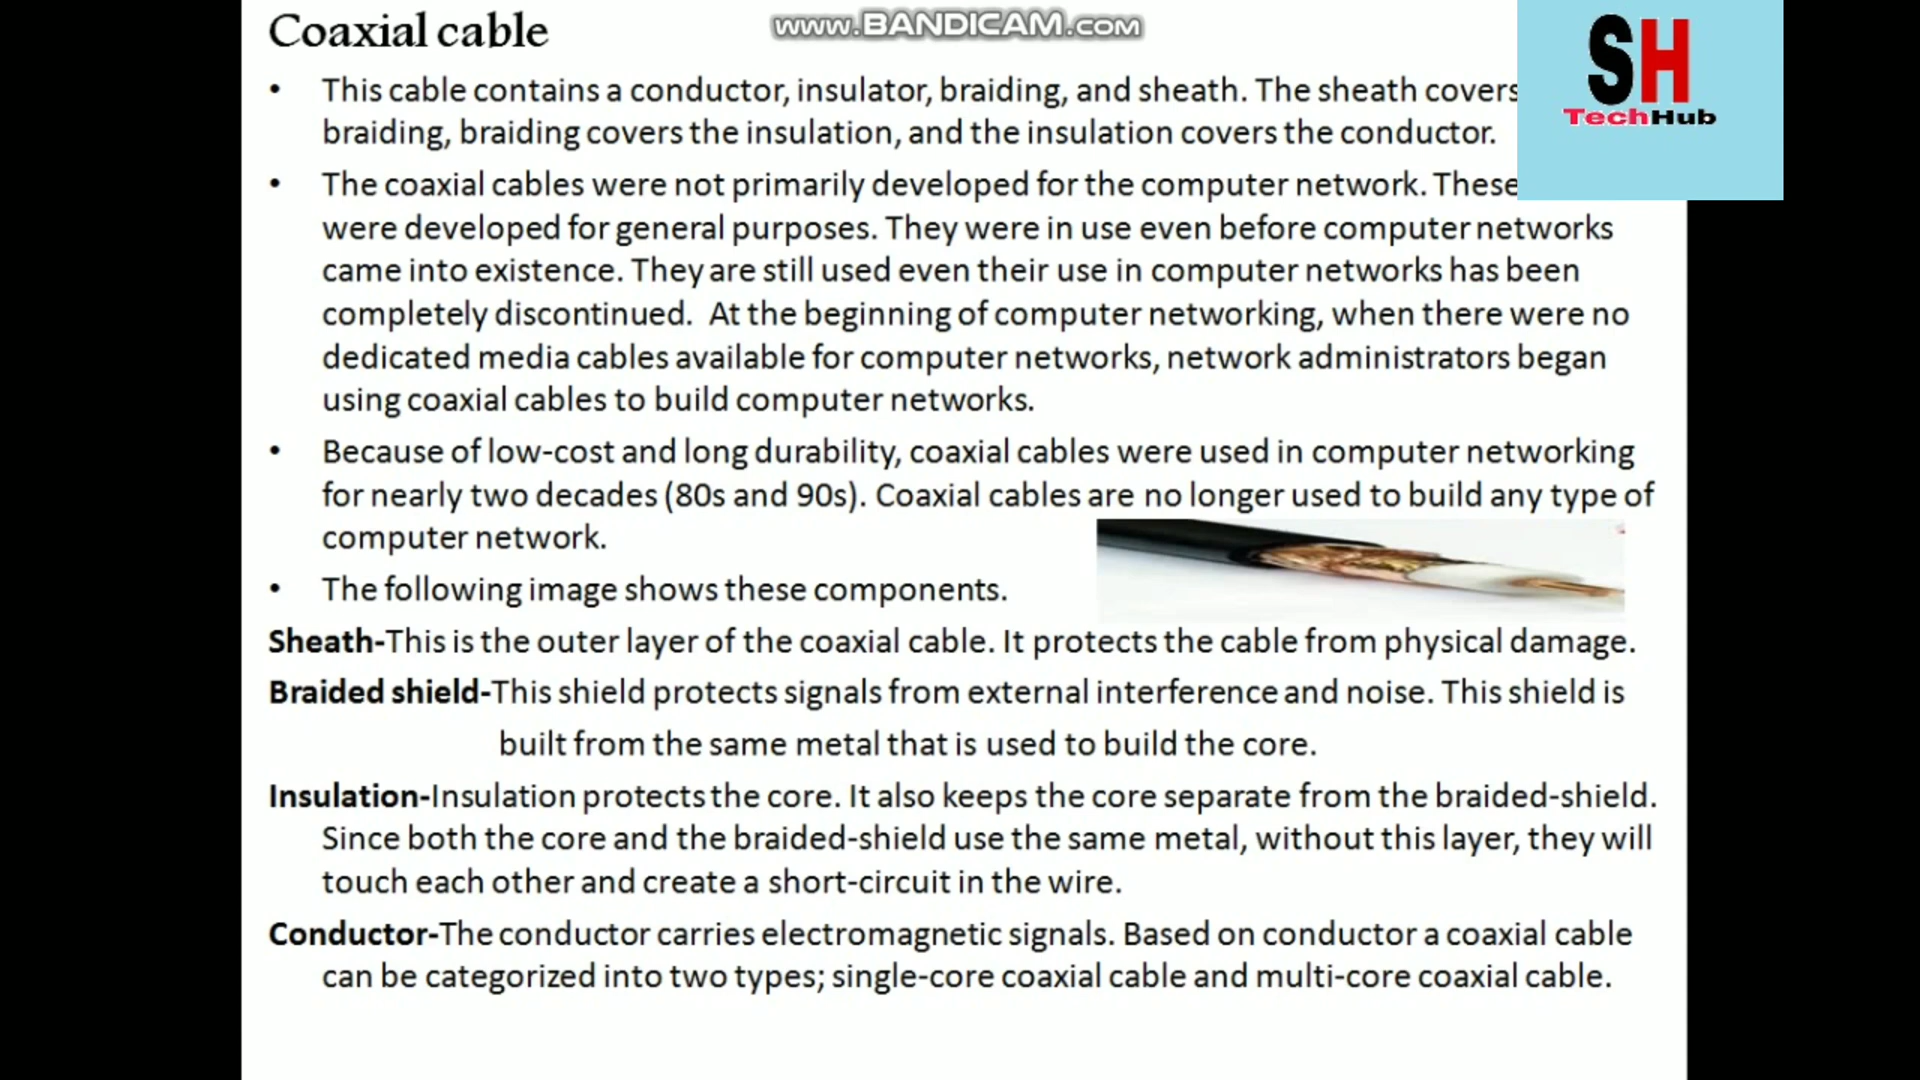 Coaxial cable
www.BANDICAM.com
SH
TechHub
• This cable contains a conductor, insulator, braiding, and sheath. The sheath covers
braiding, braiding covers the insulation, and the insulation covers the conductor.
• The coaxial cables were not primarily developed for the computer network. These
were developed for general purposes. They were in use even before computer networks
came into existence. They are still used even their use in computer networks has been
completely discontinued. At the beginning of computer networking, when there were no
dedicated media cables available for computer networks, network administrators began
using coaxial cables to build computer networks.
• Because of low-cost and long durability, coaxial cables were used in computer networking
for nearly two decades (80s and 90s). Coaxial cables are no longer used to build any type of
computer network.
• The following image shows these components.
Sheath-This is the outer layer of the coaxial cable. It protects the cable from physical damage.
Braided shield-This shield protects signals from external interference and noise. This shield is
built from the same metal that is used to build the core.
Insulation-Insulation protects the core. It also keeps the core separate from the braided-shield.
Since both the core and the braided-shield use the same metal, without this layer, they will
touch each other and create a short-circuit in the wire.
Conductor-The conductor carries electromagnetic signals. Based on conductor a coaxial cable
can be categorized into two types; single-core coaxial cable and multi-core coaxial cable.